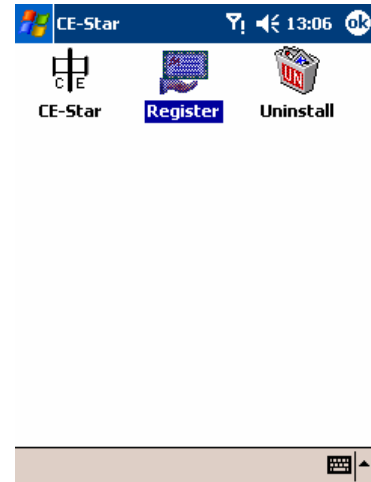 CE-Star 13:06 ok
中
C E
UN
CE-Star Register Uninstall